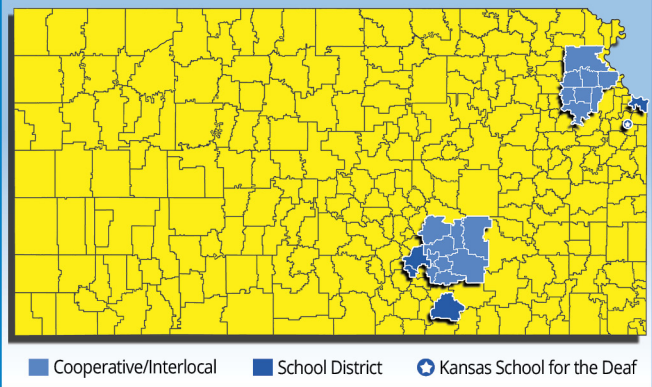 Cooperative/Interlocal
School District
Kansas School for the Deaf